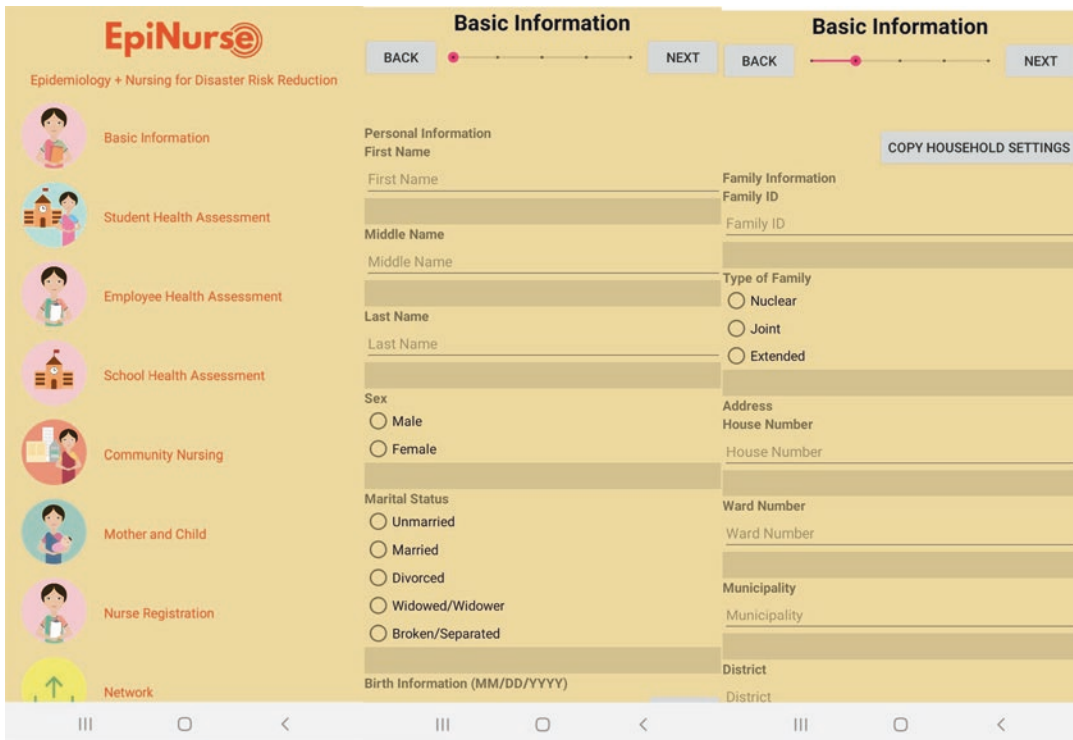 EpiNurse
Epidemiology + Nursing for Disaster Risk Reduction
Basic Information
Student Health Assessment
Employee Health Assessment
School Health Assessment
Community Nursing
Mother and Child
Nurse Registration
Network
Basic Information
BACK
NEXT
Personal Information
First Name
First Name
Middle Name
Middle Name
Last Name
Last Name
Sex
Male
Female
Marital Status
Unmarried
Married
Divorced
Widowed/Widower
Broken/Separated
Birth Information (MM/DD/YYYY)
Basic Information
BACK
NEXT
COPY HOUSEHOLD SETTINGS
Family Information
Family ID
Family ID
Type of Family
Nuclear
Joint
Extended
Address
House Number
House Number
Ward Number
Ward Number
Municipality
Municipality
District
District